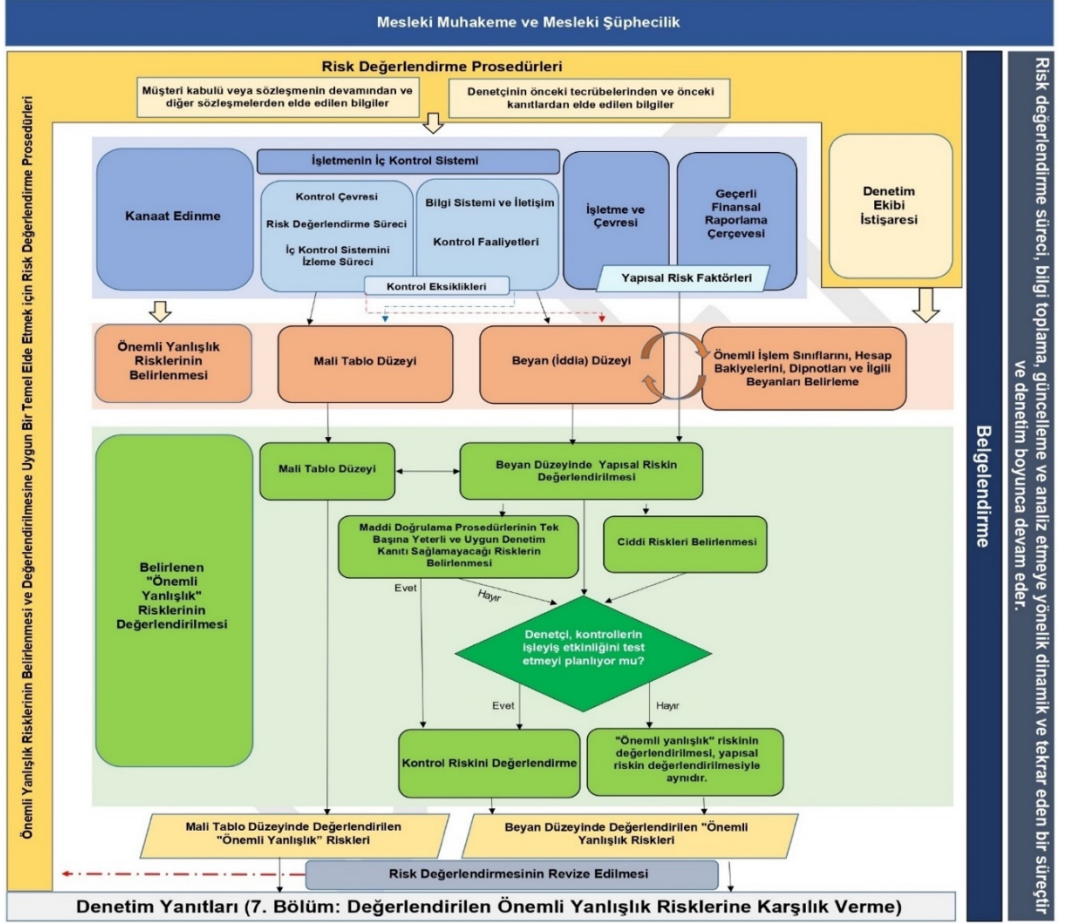 Mesleki Muhakeme ve Mesleki Şüphecilik
Önemli Yanlışlık Risklerinin Belirlenmesi ve Değerlendirilmesine Uygun Bir Temel Elde Etmek için Risk Değerlendirme Prosedürleri
Risk Değerlendirme Prosedürleri
Müşteri kabulü veya sözleşmenin devamından ve
diğer sözleşmelerden elde edilen bilgiler
Denetçinin önceki tecrübelerinden ve önceki
kanıtlardan elde edilen bilgiler
Kanaat Edinme
İşletmenin İç Kontrol Sistemi
Kontrol Çevresi
Risk Değerlendirme Süreci
İç Kontrol Sistemini
İzleme Süreci
Bilgi Sistemi ve İletişim
Kontrol Faaliyetleri
Kontrol Eksiklikleri
İşletme ve
Çevresi
Geçerli
Finansal
Raporlama
Çerçevesi
Yapısal Risk Faktörleri
Denetim
Ekibi
İstişaresi
Önemli Yanlışlık
Risklerinin
Belirlenmesi
Mali Tablo Düzeyi
Beyan (İddia) Düzeyi
Önemli İşlem Sınıflarını, Hesap
Bakiyelerini, Dipnotları ve İlgili
Beyanları Belirleme
Belirlenen
"Önemli
Yanlışlık"
Risklerinin
Değerlendirilmesi
Mali Tablo Düzeyi
Beyan Düzeyinde Yapısal Riskin
Değerlendirilmesi
Maddi Doğrulama Prosedürlerinin Tek
Başına Yeterli ve Uygun Denetim
Kanıtı Sağlamayacağı Risklerin
Belirlenmesi
Ciddi Riskleri Belirlenmesi
Evet
Hayır
Denetçi, kontrollerin
işleyiş etkinliğini test
etmeyi planlıyor mu?
Evet
Hayır
Kontrol Riskini Değerlendirme
"Önemli yanlışlık" riskinin
değerlendirilmesi, yapısal
riskin değerlendirilmesiyle
aynıdır.
Mali Tablo Düzeyinde Değerlendirilen
"Önemli Yanlışlık" Riskleri
Beyan Düzeyinde Değerlendirilen "Önemli
Yanlışlık Riskleri
Risk Değerlendirmesinin Revize Edilmesi
Denetim Yanıtları (7. Bölüm: Değerlendirilen Önemli Yanlışlık Risklerine Karşılık Verme)
Belgelendirme
Risk değerlendirme süreci, bilgi toplama, güncelleme ve analiz etmeye yönelik dinamik ve tekrar eden bir süreçtir
ve denetim boyunca devam eder.